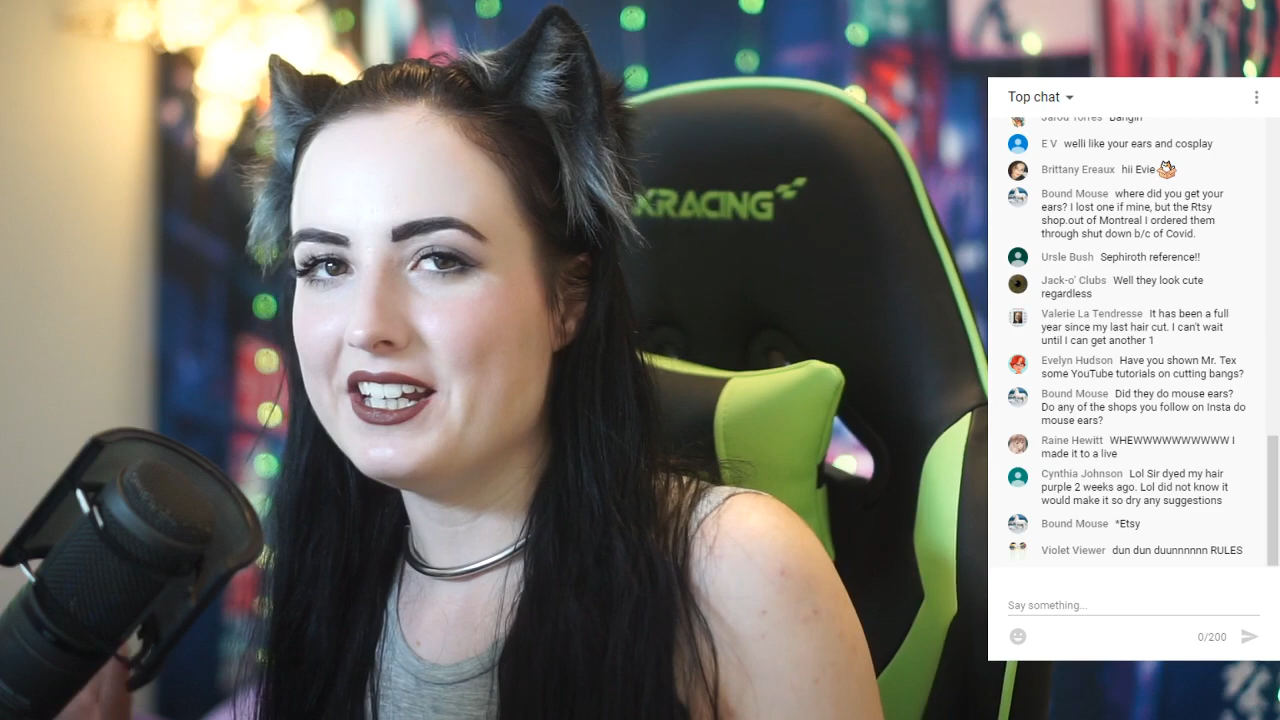 KRACING
Top chat
Jarod Torres Bangin
E V welli like your ears and cosplay
Brittany Ereaux hii Evie
Bound Mouse where did you get your
ears? I lost one if mine, but the Rtsy
shop.out of Montreal I ordered them
through shut down b/c of Covid.
Ursle Bush Sephiroth reference!!
Jack-o' Clubs Well they look cute
regardless
Valerie La Tendresse It has been a full
year since my last hair cut. I can't wait
until I can get another 1
Evelyn Hudson Have you shown Mr. Tex
some YouTube tutorials on cutting bangs?
Bound Mouse Did they do mouse ears?
Do any of the shops you follow on Insta do
mouse ears?
Raine Hewitt WHEWWWWWWWWWW I
made it to a live
Cynthia Johnson Lol Sir dyed my hair
purple 2 weeks ago. Lol did not know it
would make it so dry any suggestions
Bound Mouse *Etsy
Violet Viewer dun dun duunnnnnn RULES
Say something...
0/200